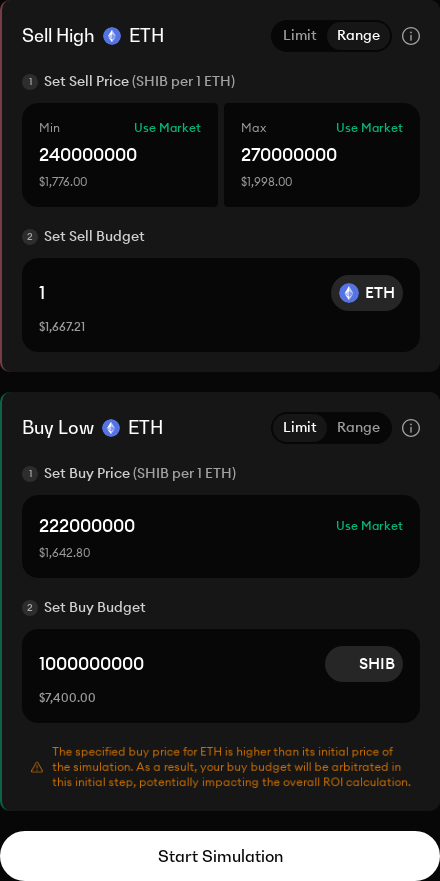 Sell High ETH Limit Range
1 Set Sell Price (SHIB per 1 ETH)
Min Use Market Max Use Market
240000000 270000000
$1,776.00 $1,998.00
2 Set Sell Budget
1 ETH
$1,667.21
Buy Low ETH Limit Range
1 Set Buy Price (SHIB per 1 ETH)
222000000 Use Market
$1,642.80
2 Set Buy Budget
1000000000 SHIB
$7,400.00
The specified buy price for ETH is higher than its initial price of
the simulation. As a result, your buy budget will be arbitrated in
this initial step, potentially impacting the overall ROI calculation.
Start Simulation